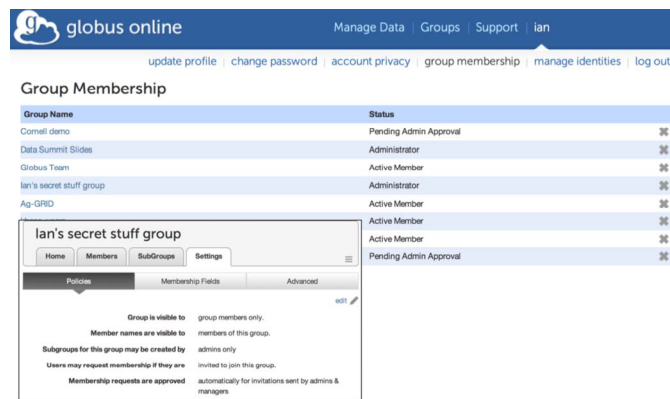 globus online
Manage Data | Groups | Support | ian
update profile | change password | account privacy | group membership | manage identities | log out
Group Membership
Group Name Status
Cornell demo Pending Admin Approval
Data Summit Slides Administrator
Globus Team Active Member
Ian's secret stuff group Administrator
Ag-GRID Active Member
Active Member
Active Member
Pending Admin Approval
Ian's secret stuff group
Home Members SubGroups Settings
Policies Membership Fields Advanced
edit
Group is visible to group members only.
Member names are visible to members of this group.
Subgroups for this group may be created by admins only
Users may request membership if they are invited to join this group.
Membership requests are approved automatically for invitations sent by admins &
managers